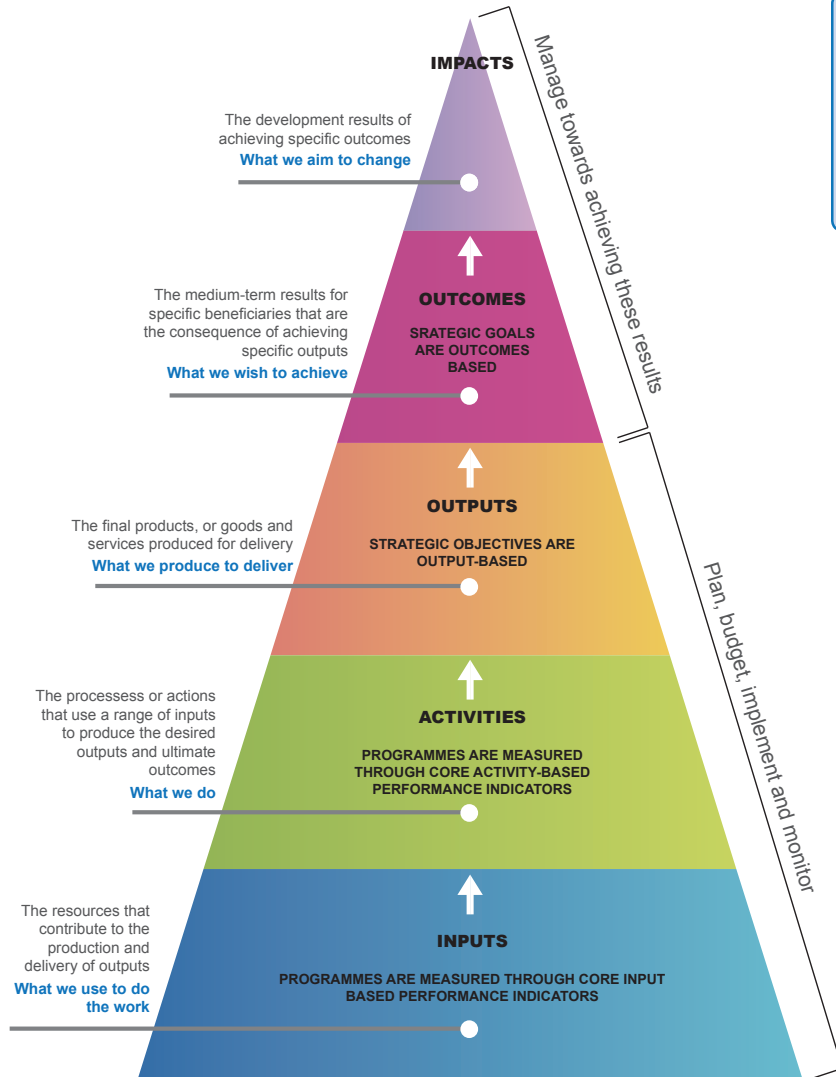 IMPACTS
The development results of
achieving specific outcomes
What we aim to change
Manage towards achieving these results
OUTCOMES
The medium-term results for
specific beneficiaries that are
the consequence of achieving
specific outputs
What we wish to achieve
SRATEGIC GOALS
ARE OUTCOMES
BASED
OUTPUTS
The final products, or goods and
services produced for delivery
What we produce to deliver
STRATEGIC OBJECTIVES ARE
OUTPUT-BASED
Plan, budget, implement and monitor
ACTIVITIES
The processess or actions
that use a range of inputs
to produce the desired
outputs and ultimate
outcomes
What we do
PROGRAMMES ARE MEASURED
THROUGH CORE ACTIVITY-BASED
PERFORMANCE INDICATORS
INPUTS
The resources that
contribute to the
production and
delivery of outputs
What we use to do
the work
PROGRAMMES ARE MEASURED THROUGH CORE INPUT
BASED PERFORMANCE INDICATORS